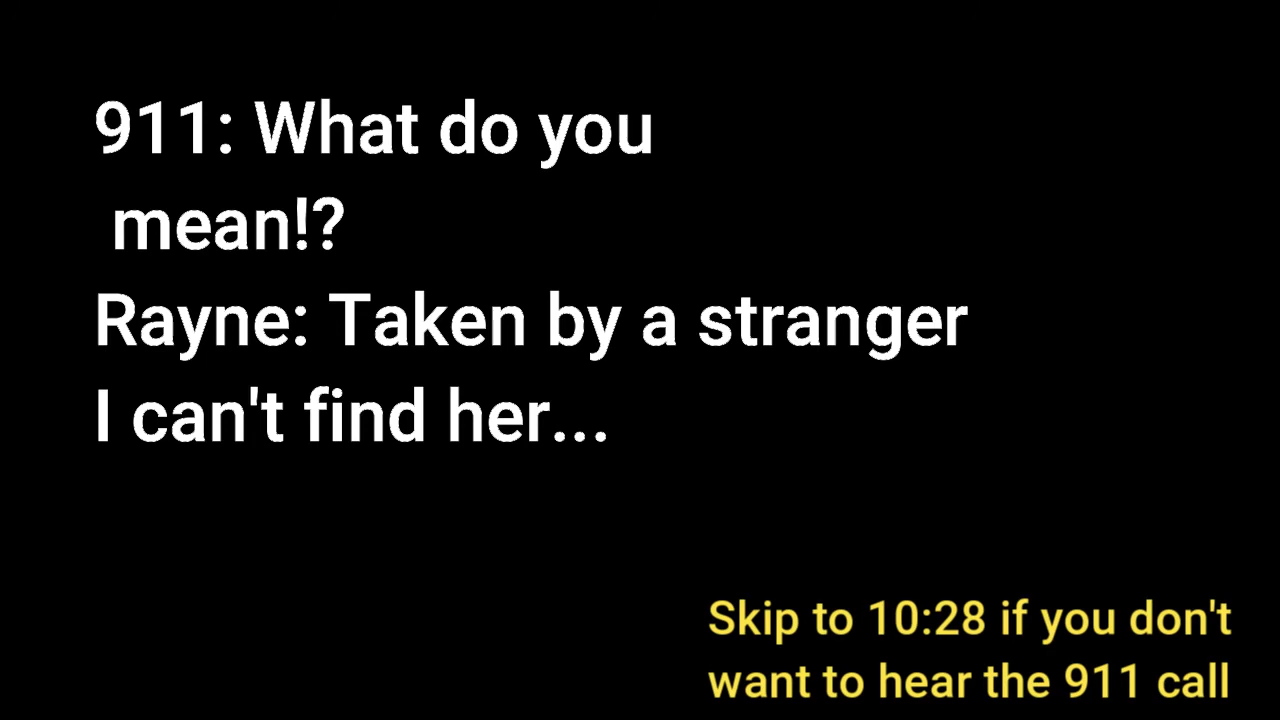 911: What do you
mean!?
Rayne: Taken by a stranger
I can't find her...
Skip to 10:28 if you don't
want to hear the 911 call